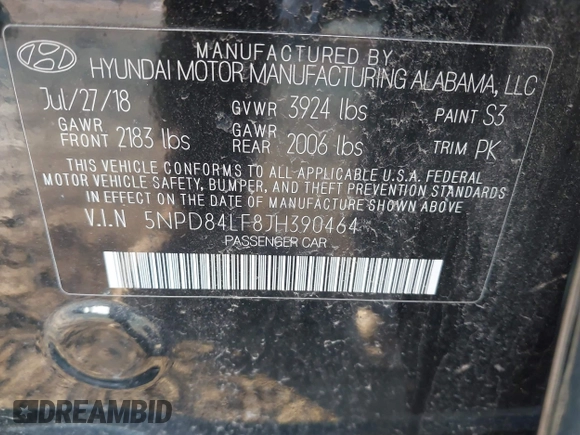 MANUFACTURED BY
HYUNDAI MOTOR MANUFACTURING ALABAMA, LLC
Jul/27/18 GVWR 3924 lbs PAINT S3
GAWR FRONT 2183 lbs GAWR REAR 2006 lbs TRIM PK
THIS VEHICLE CONFORMS TO ALL APPLICABLE U.S.A. FEDERAL
MOTOR VEHICLE SAFETY, BUMPER, AND THEFT PREVENTION STANDARDS
IN EFFECT ON THE DATE OF MANUFACTURE SHOWN ABOVE.
V.I.N 5NPD84LF8JH390464
PASSENGER CAR
DREAMBID